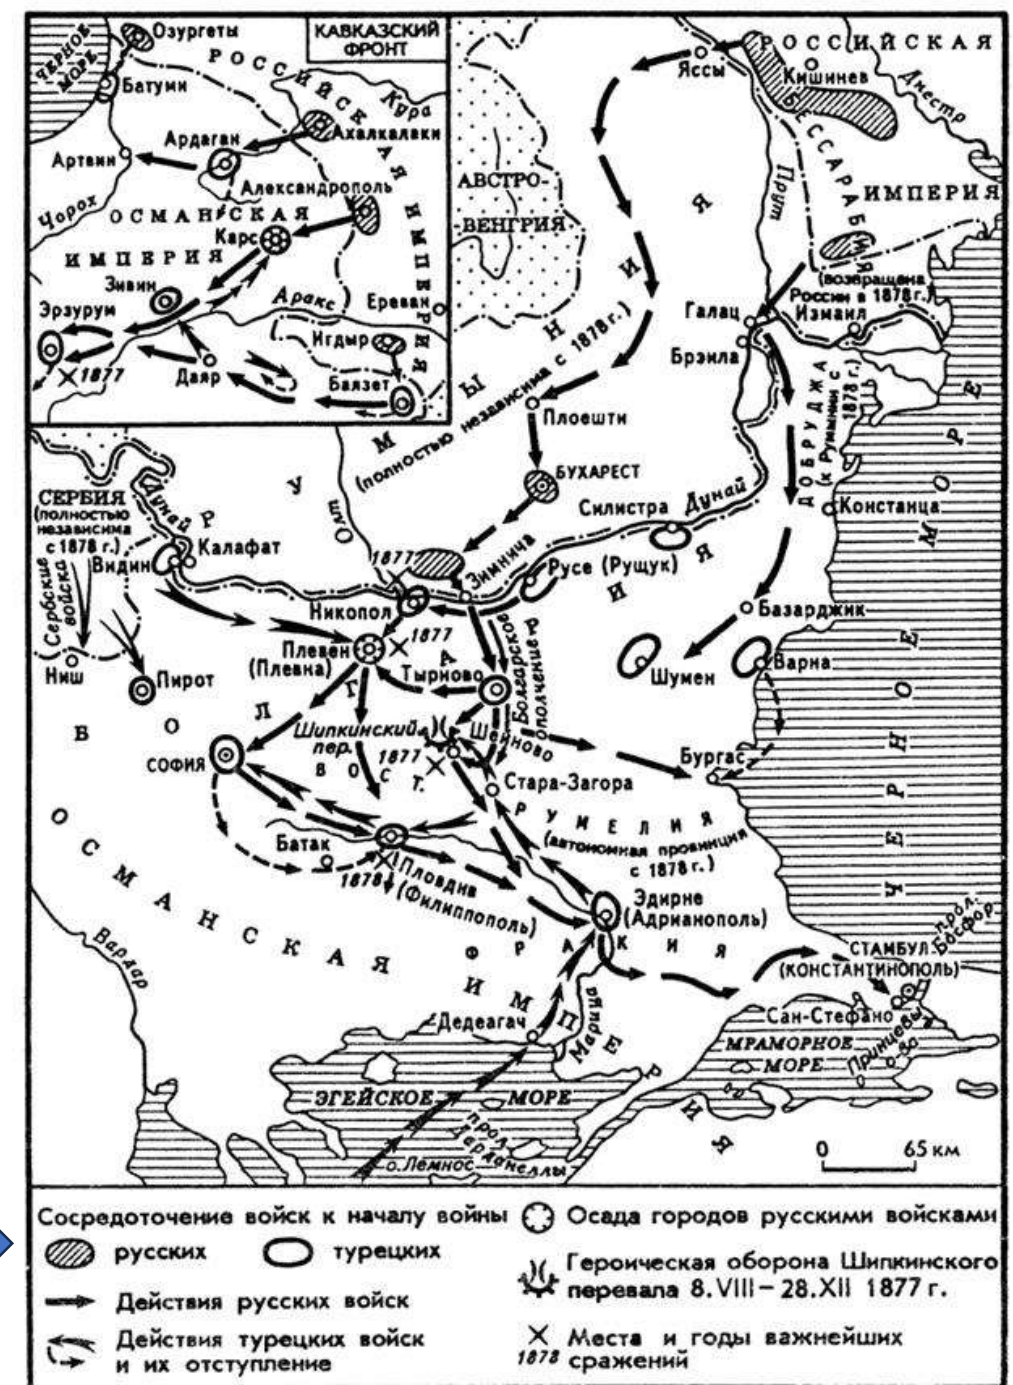 КАВКАЗСКИЙ
ФРОНТ
ЧЕРНОЕ
МОРЕ
Озургеты
РОССИЙСКАЯ ИМПЕРИЯ
Батуми
Кура
Ахалкалаки
Ардаган
Артвин
Александрополь
Чорох
ОСМАНСКАЯ
ИМПЕРИЯ
Карс
Зивин
Аракс
Ереван
Эрзурум
Игдыр
1877
Даяр
Баязет
РОССИЙСКАЯ
ИМПЕРИЯ
Яссы
Кишинев
Днестр
БЕССАРАБИЯ
Прут
АВСТРО-
ВЕНГРИЯ
(возвращена
России в 1878 г.)
Измаил
Галац
Брэила
РУМЫНИЯ
(полностью независима с 1878 г.)
Плоешти
БУХАРЕСТ
ДОБРУДЖА
(к Румынии с
1878 г.)
Констанца
Силистра
Дунай
ЧЕРНОЕ МОРЕ
СЕРБИЯ
(полностью
независима
с 1878 г.)
Дунай
Калафат
Видин
Сербские
войска
Ниш
Пирот
1877
Зимнича
Никопол
Русе (Рущук)
Базарджик
Плевен
(Плевна)
1877
Тырново
Болгарское
ополчение
Шумен
Варна
БОЛГАРИЯ
Шипкинский
пер.
1877
Шейново
Бургас
СОФИЯ
Стара-Загора
ВОСТ. РУМЕЛИЯ
(автономная провинция
с 1878 г.)
Батак
1878
Пловдив
(Филиппополь)
Эдирне
(Адрианополь)
ФРАКИЯ
ОСМАНСКАЯ ИМПЕРИЯ
Вардар
прол.
Босфор
СТАМБУЛ
(КОНСТАНТИНОПОЛЬ)
Сан-Стефано
Принцевы
о-ва
Дедеагач
Марица
МРАМОРНОЕ
МОРЕ
ЭГЕЙСКОЕ МОРЕ
прол.
Дарданеллы
о. Лемнос
0 65 км
Сосредоточение войск к началу войны
русских турецких
Действия русских войск
Действия турецких войск
и их отступление
Осада городов русскими войсками
Героическая оборона Шипкинского
перевала 8.VIII–28.XII 1877 г.
Места и годы важнейших
1878 сражений